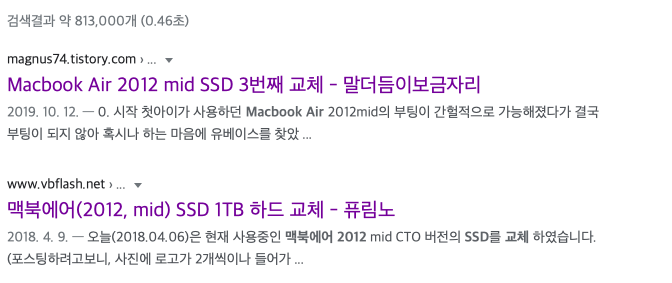 검색결과 약 813,000개 (0.46초)
magnus74.tistory.com › ...
Macbook Air 2012 mid SSD 3번째 교체 - 말더듬이보금자리
2019. 10. 12. — 0. 시작 첫아이가 사용하던 Macbook Air 2012mid의 부팅이 간헐적으로 가능해졌다가 결국
부팅이 되지 않아 혹시나 하는 마음에 유베이스를 찾았 ...
www.vbflash.net › ...
맥북에어(2012, mid) SSD 1TB 하드 교체 - 퓨림노
2018. 4. 9. — 오늘(2018.04.06)은 현재 사용중인 맥북에어 2012 mid CTO 버전의 SSD를 교체 하였습니다.
(포스팅하려고보니, 사진에 로고가 2개씩이나 들어가 ...